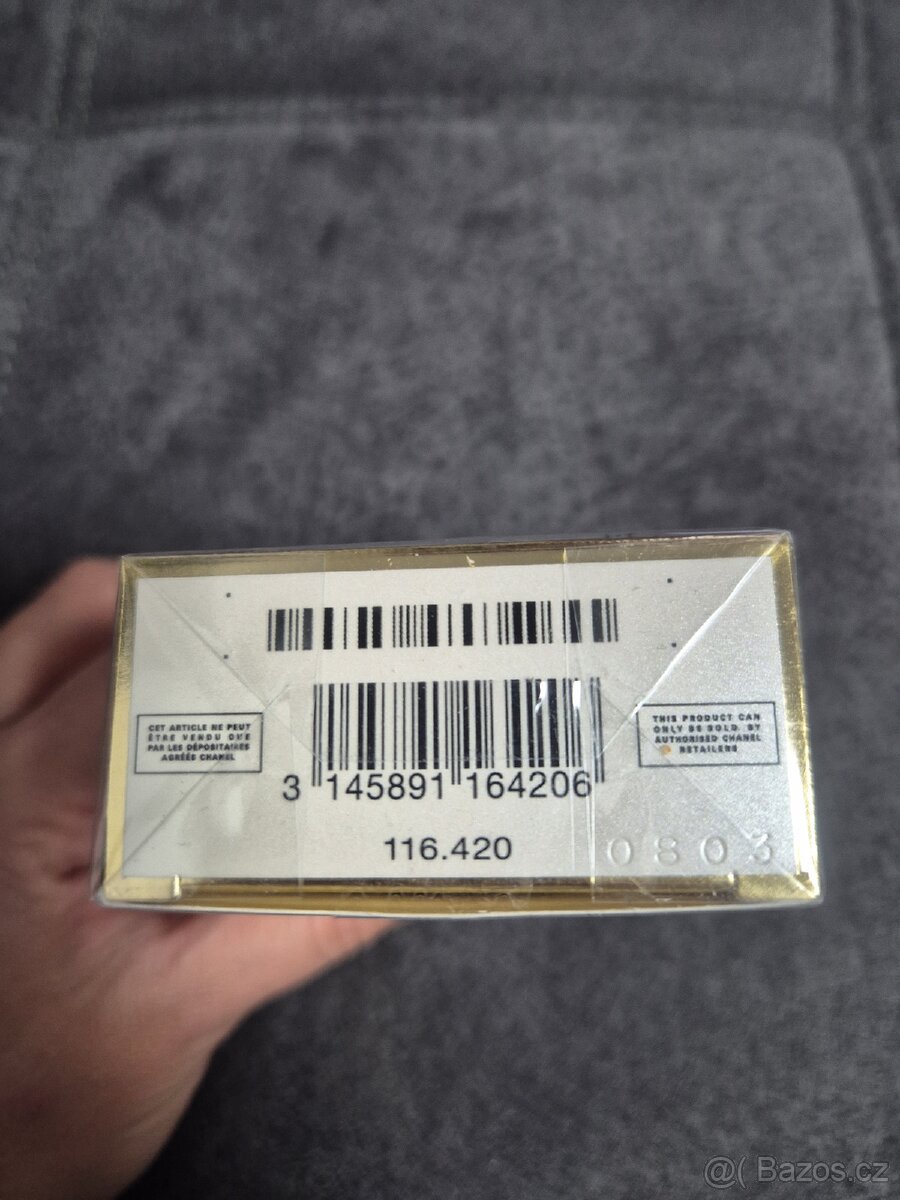 CET ARTICLE NE PEUT
ÊTRE VENDU QUE
PAR LES DÉPOSITAIRES
AGRÉÉS CHANEL
THIS PRODUCT CAN
ONLY BE SOLD BY
AUTHORISED CHANEL
RETAILERS
3 145891 164206
116.420
0803
@( Bazos.cz